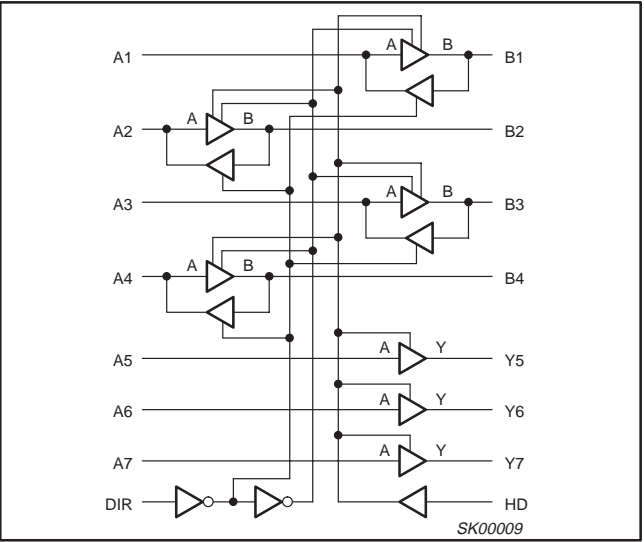 A1 A B B1
A2 A B B2
A3 A B B3
A4 A B B4
A5 A Y Y5
A6 A Y Y6
A7 A Y Y7
DIR HD
SK00009